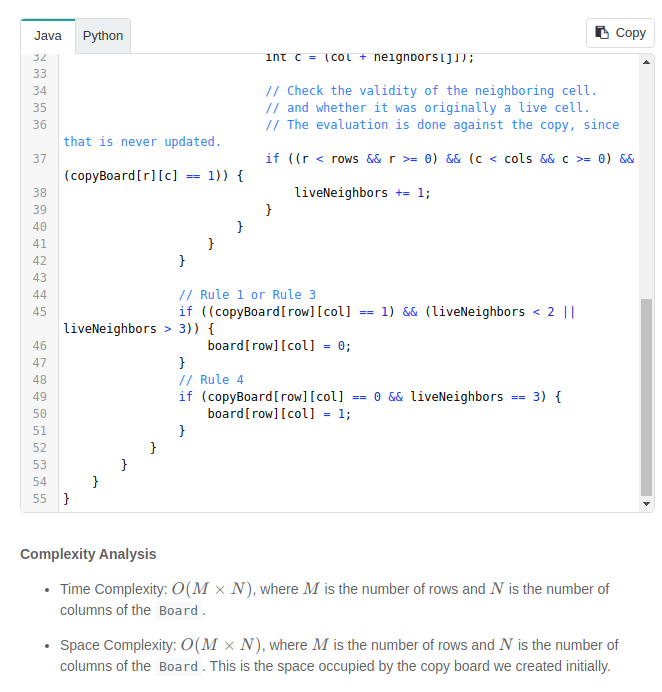 Java Python Copy
32 int c = (col + neighbors[j]);
33
34 // Check the validity of the neighboring cell.
35 // and whether it was originally a live cell.
36 // The evaluation is done against the copy, since
that is never updated.
37 if ((r < rows && r >= 0) && (c < cols && c >= 0) &&
(copyBoard[r][c] == 1)) {
38 liveNeighbors += 1;
39 }
40 }
41 }
42 }
43
44 // Rule 1 or Rule 3
45 if ((copyBoard[row][col] == 1) && (liveNeighbors < 2 ||
liveNeighbors > 3)) {
46 board[row][col] = 0;
47 }
48 // Rule 4
49 if (copyBoard[row][col] == 0 && liveNeighbors == 3) {
50 board[row][col] = 1;
51 }
52 }
53 }
54 }
55 }
Complexity Analysis
• Time Complexity: O(M × N), where M is the number of rows and N is the number of
columns of the Board.
• Space Complexity: O(M × N), where M is the number of rows and N is the number of
columns of the Board. This is the space occupied by the copy board we created initially.